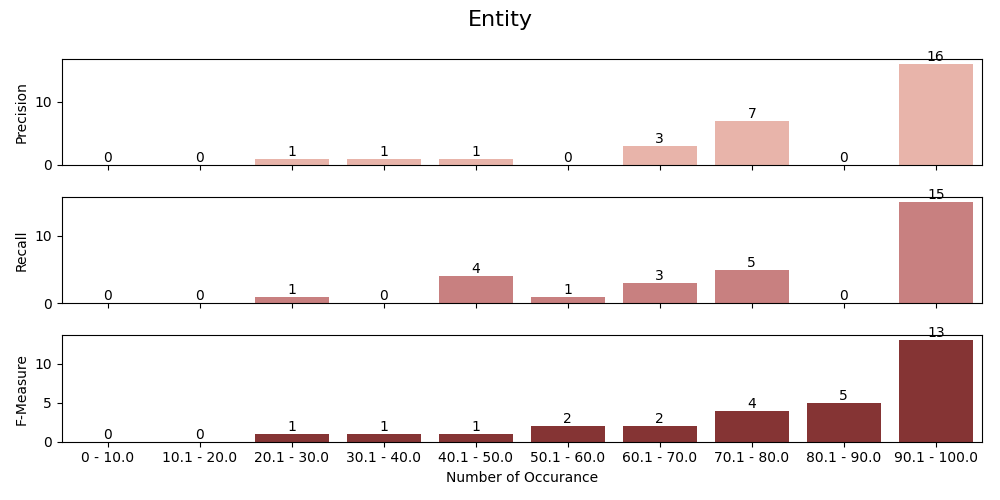 Entity
Precision
10
0
0 0 1 1 1 0 3 7 0 16
Recall
10
0
0 0 1 0 4 1 3 5 0 15
F-Measure
10
5
0
0 0 1 1 1 2 2 4 5 13
0 - 10.0 10.1 - 20.0 20.1 - 30.0 30.1 - 40.0 40.1 - 50.0 50.1 - 60.0 60.1 - 70.0 70.1 - 80.0 80.1 - 90.0 90.1 - 100.0
Number of Occurance